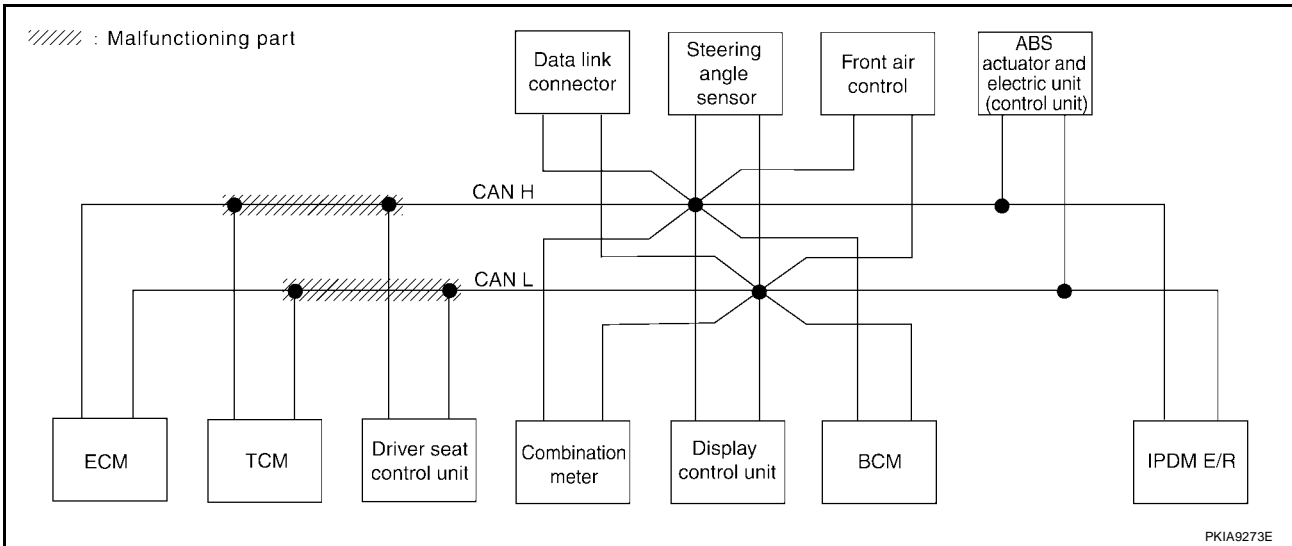 : Malfunctioning part
Data link
connector
Steering
angle
sensor
Front air
control
ABS
actuator and
electric unit
(control unit)
CAN H
CAN L
ECM
TCM
Driver seat
control unit
Combination
meter
Display
control unit
BCM
IPDM E/R
PKIA9273E